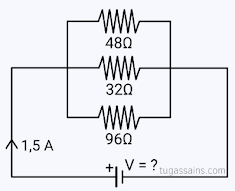 48Ω
32Ω
96Ω
1,5 A
+
V = ?
tugassains.com